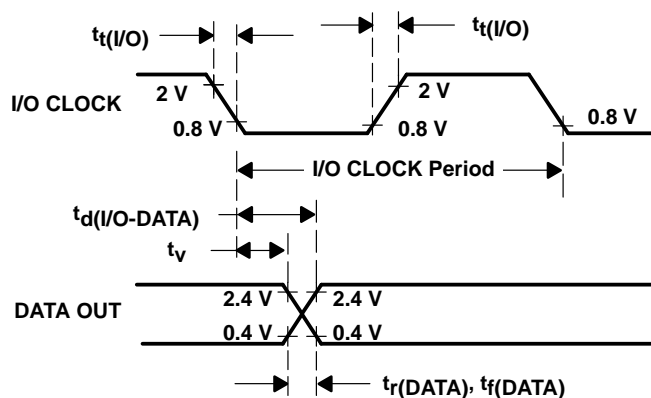 tt(I/O) tt(I/O)
I/O CLOCK 2 V 2 V
0.8 V 0.8 V 0.8 V
I/O CLOCK Period
td(I/O-DATA)
tv
DATA OUT 2.4 V 2.4 V
0.4 V 0.4 V
tr(DATA), tf(DATA)